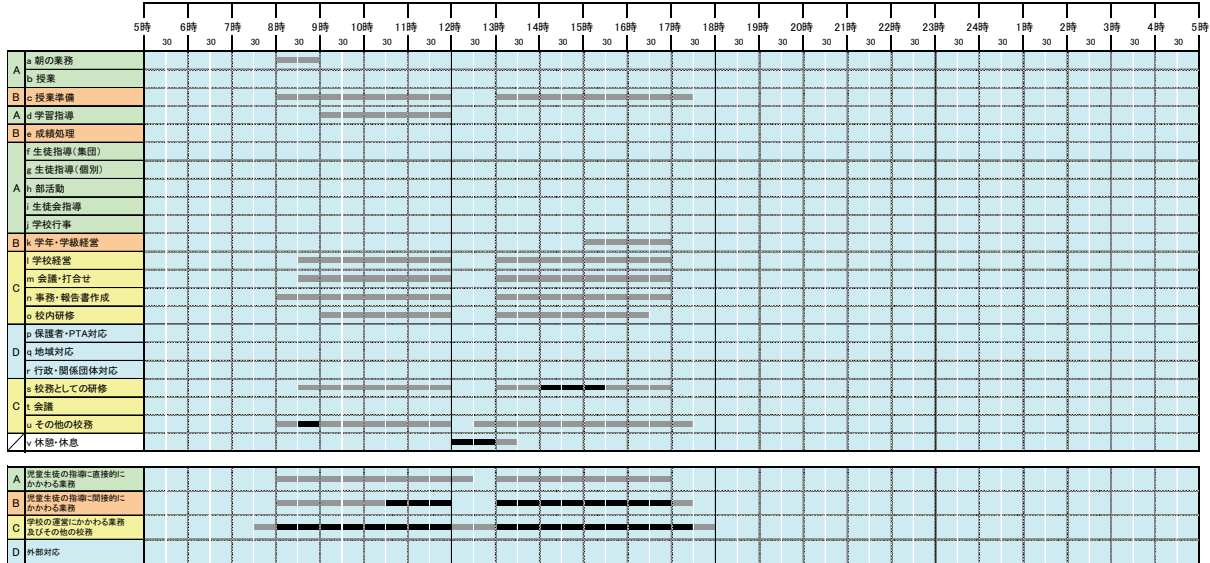 5時 6時 7時 8時 9時 10時 11時 12時 13時 14時 15時 16時 17時 18時 19時 20時 21時 22時 23時 24時 1時 2時 3時 4時 5時
30 30 30 30 30 30 30 30 30 30 30 30 30 30 30 30 30 30 30 30 30 30 30 30
A a 朝の業務
b 授業
B c 授業準備
A d 学習指導
B e 成績処理
A f 生徒指導(集団)
g 生徒指導(個別)
h 部活動
i 生徒会指導
j 学校行事
B k 学年・学級経営
C l 学校経営
m 会議・打合せ
n 事務・報告書作成
o 校内研修
D p 保護者・PTA対応
q 地域対応
r 行政・関係団体対応
C s 校務としての研修
t 会議
u その他の校務
v 休憩・休息
A 児童生徒の指導に直接的に
かかわる業務
B 児童生徒の指導に間接的に
かかわる業務
C 学校の運営にかかわる業務
及びその他の校務
D 外部対応